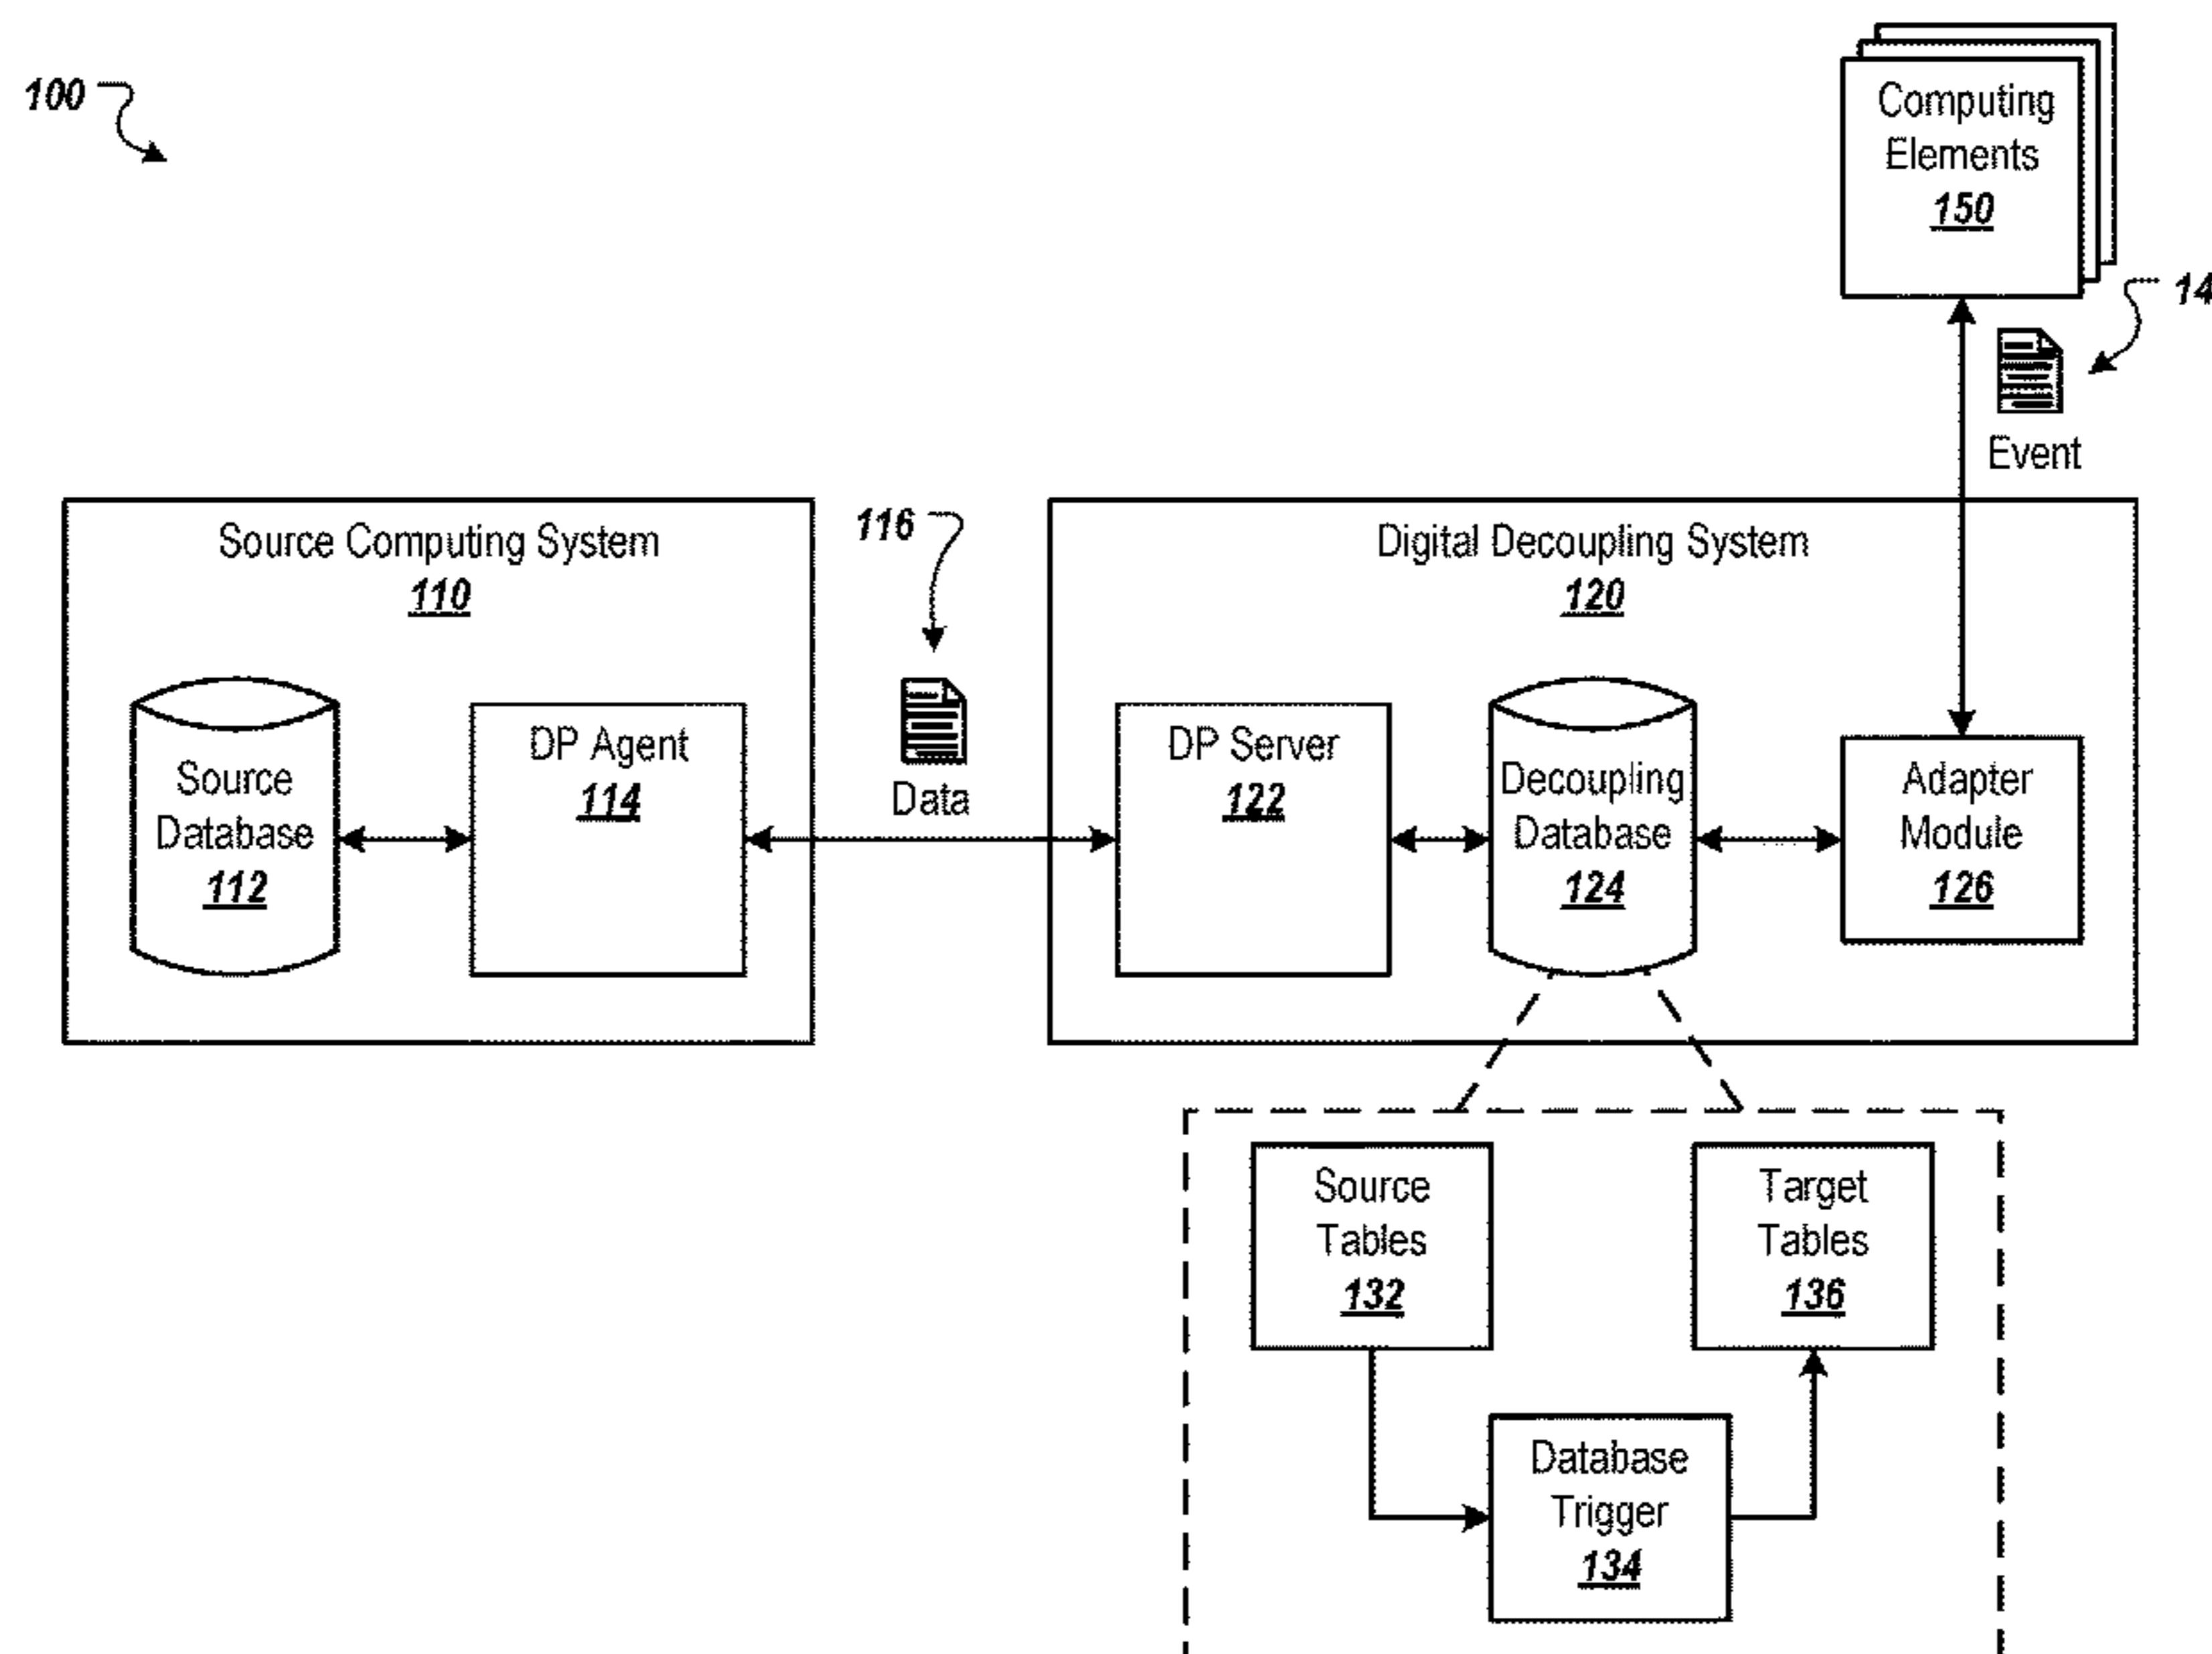 100
Computing
Elements
150
14
Event
Source Computing System
110
116
Digital Decoupling System
120
Source
Database
112
DP Agent
114
Data
DP Server
122
Decoupling
Database
124
Adapter
Module
126
Source
Tables
132
Target
Tables
136
Database
Trigger
134